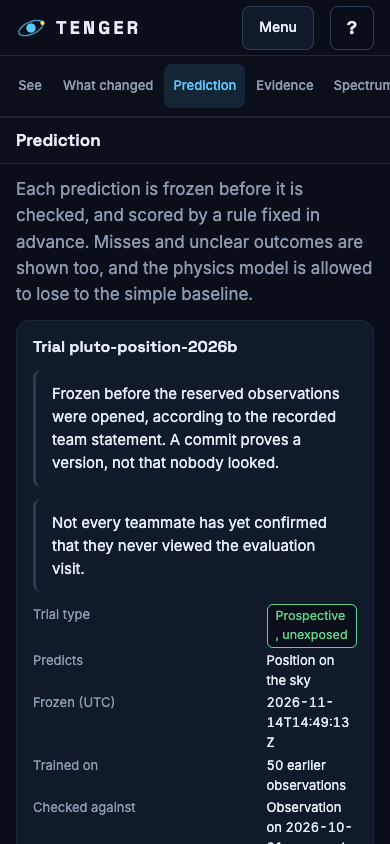 TENGER
Menu
?
See What changed Prediction Evidence Spectrum
Prediction
Each prediction is frozen before it is
checked, and scored by a rule fixed in
advance. Misses and unclear outcomes are
shown too, and the physics model is allowed
to lose to the simple baseline.
Trial pluto-position-2026b
Frozen before the reserved observations
were opened, according to the recorded
team statement. A commit proves a
version, not that nobody looked.
Not every teammate has yet confirmed
that they never viewed the evaluation
visit.
Trial type
Prospective
, unexposed
Predicts
Position on
the sky
Frozen (UTC)
2026-11-
14T14:49:13
Z
Trained on
50 earlier
observations
Checked against
Observation
on 2026-10-